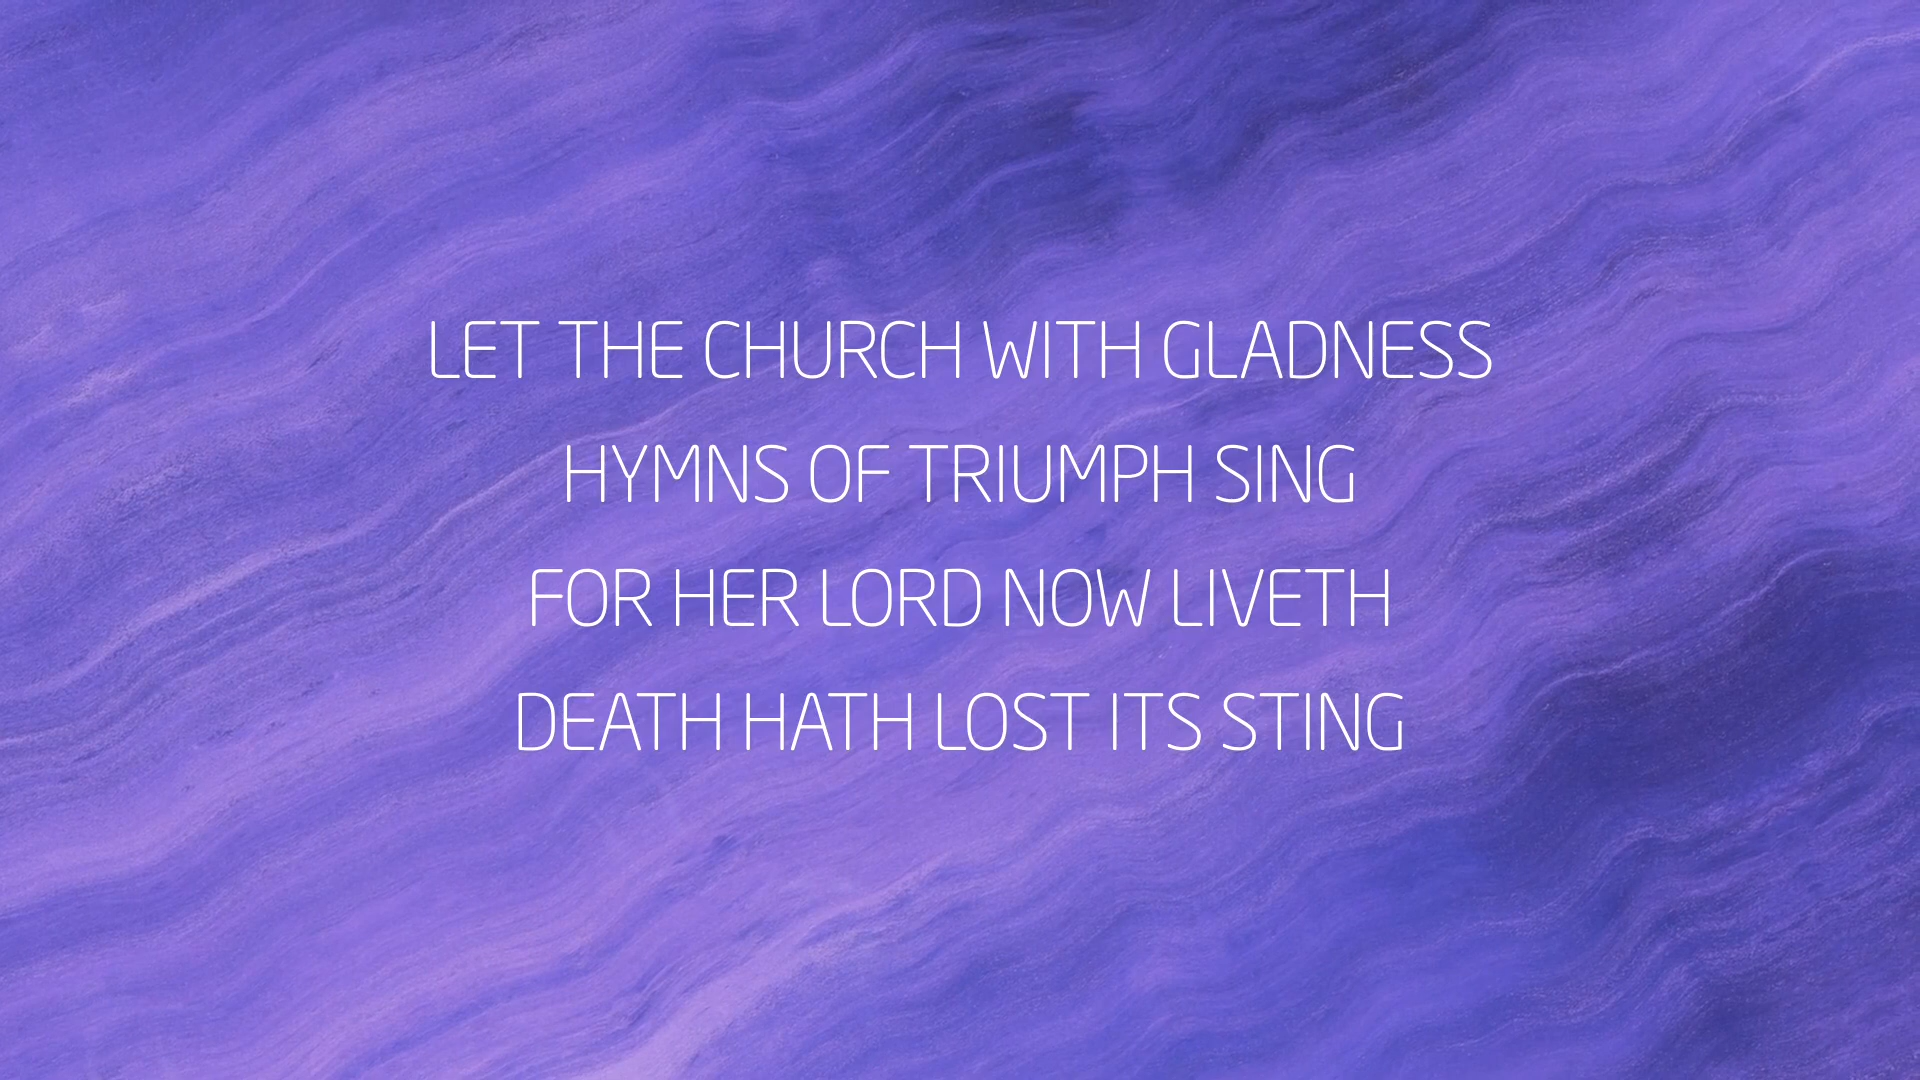 LET THE CHURCH WITH GLADNESS
HYMNS OF TRIUMPH SING
FOR HER LORD NOW LIVETH
DEATH HATH LOST ITS STING